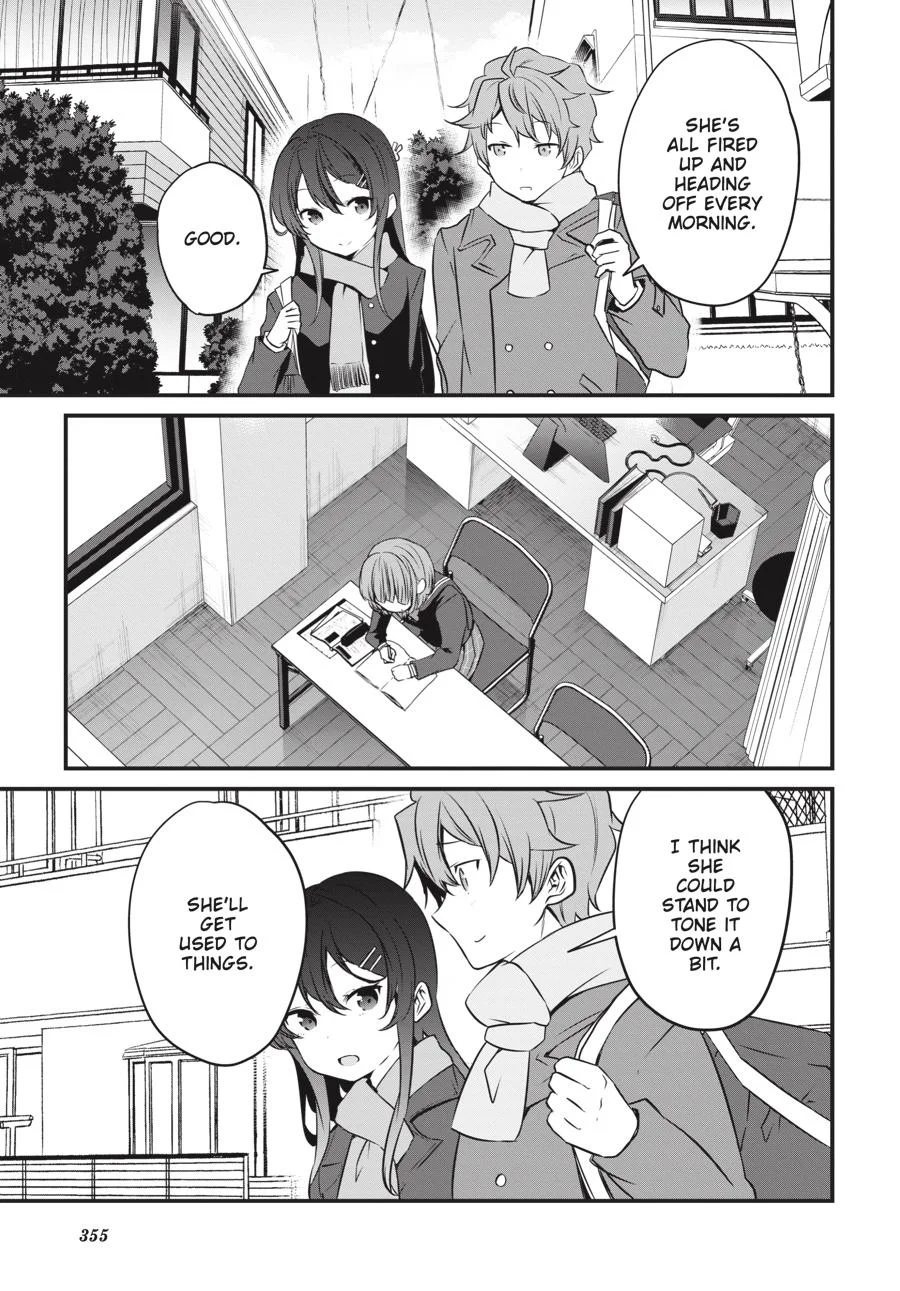 SHE'S
ALL FIRED
UP AND
HEADING
OFF EVERY
MORNING.
GOOD.
I THINK
SHE
COULD
STAND TO
TONE IT
DOWN A
BIT.
SHE'LL
GET
USED TO
THINGS.
355